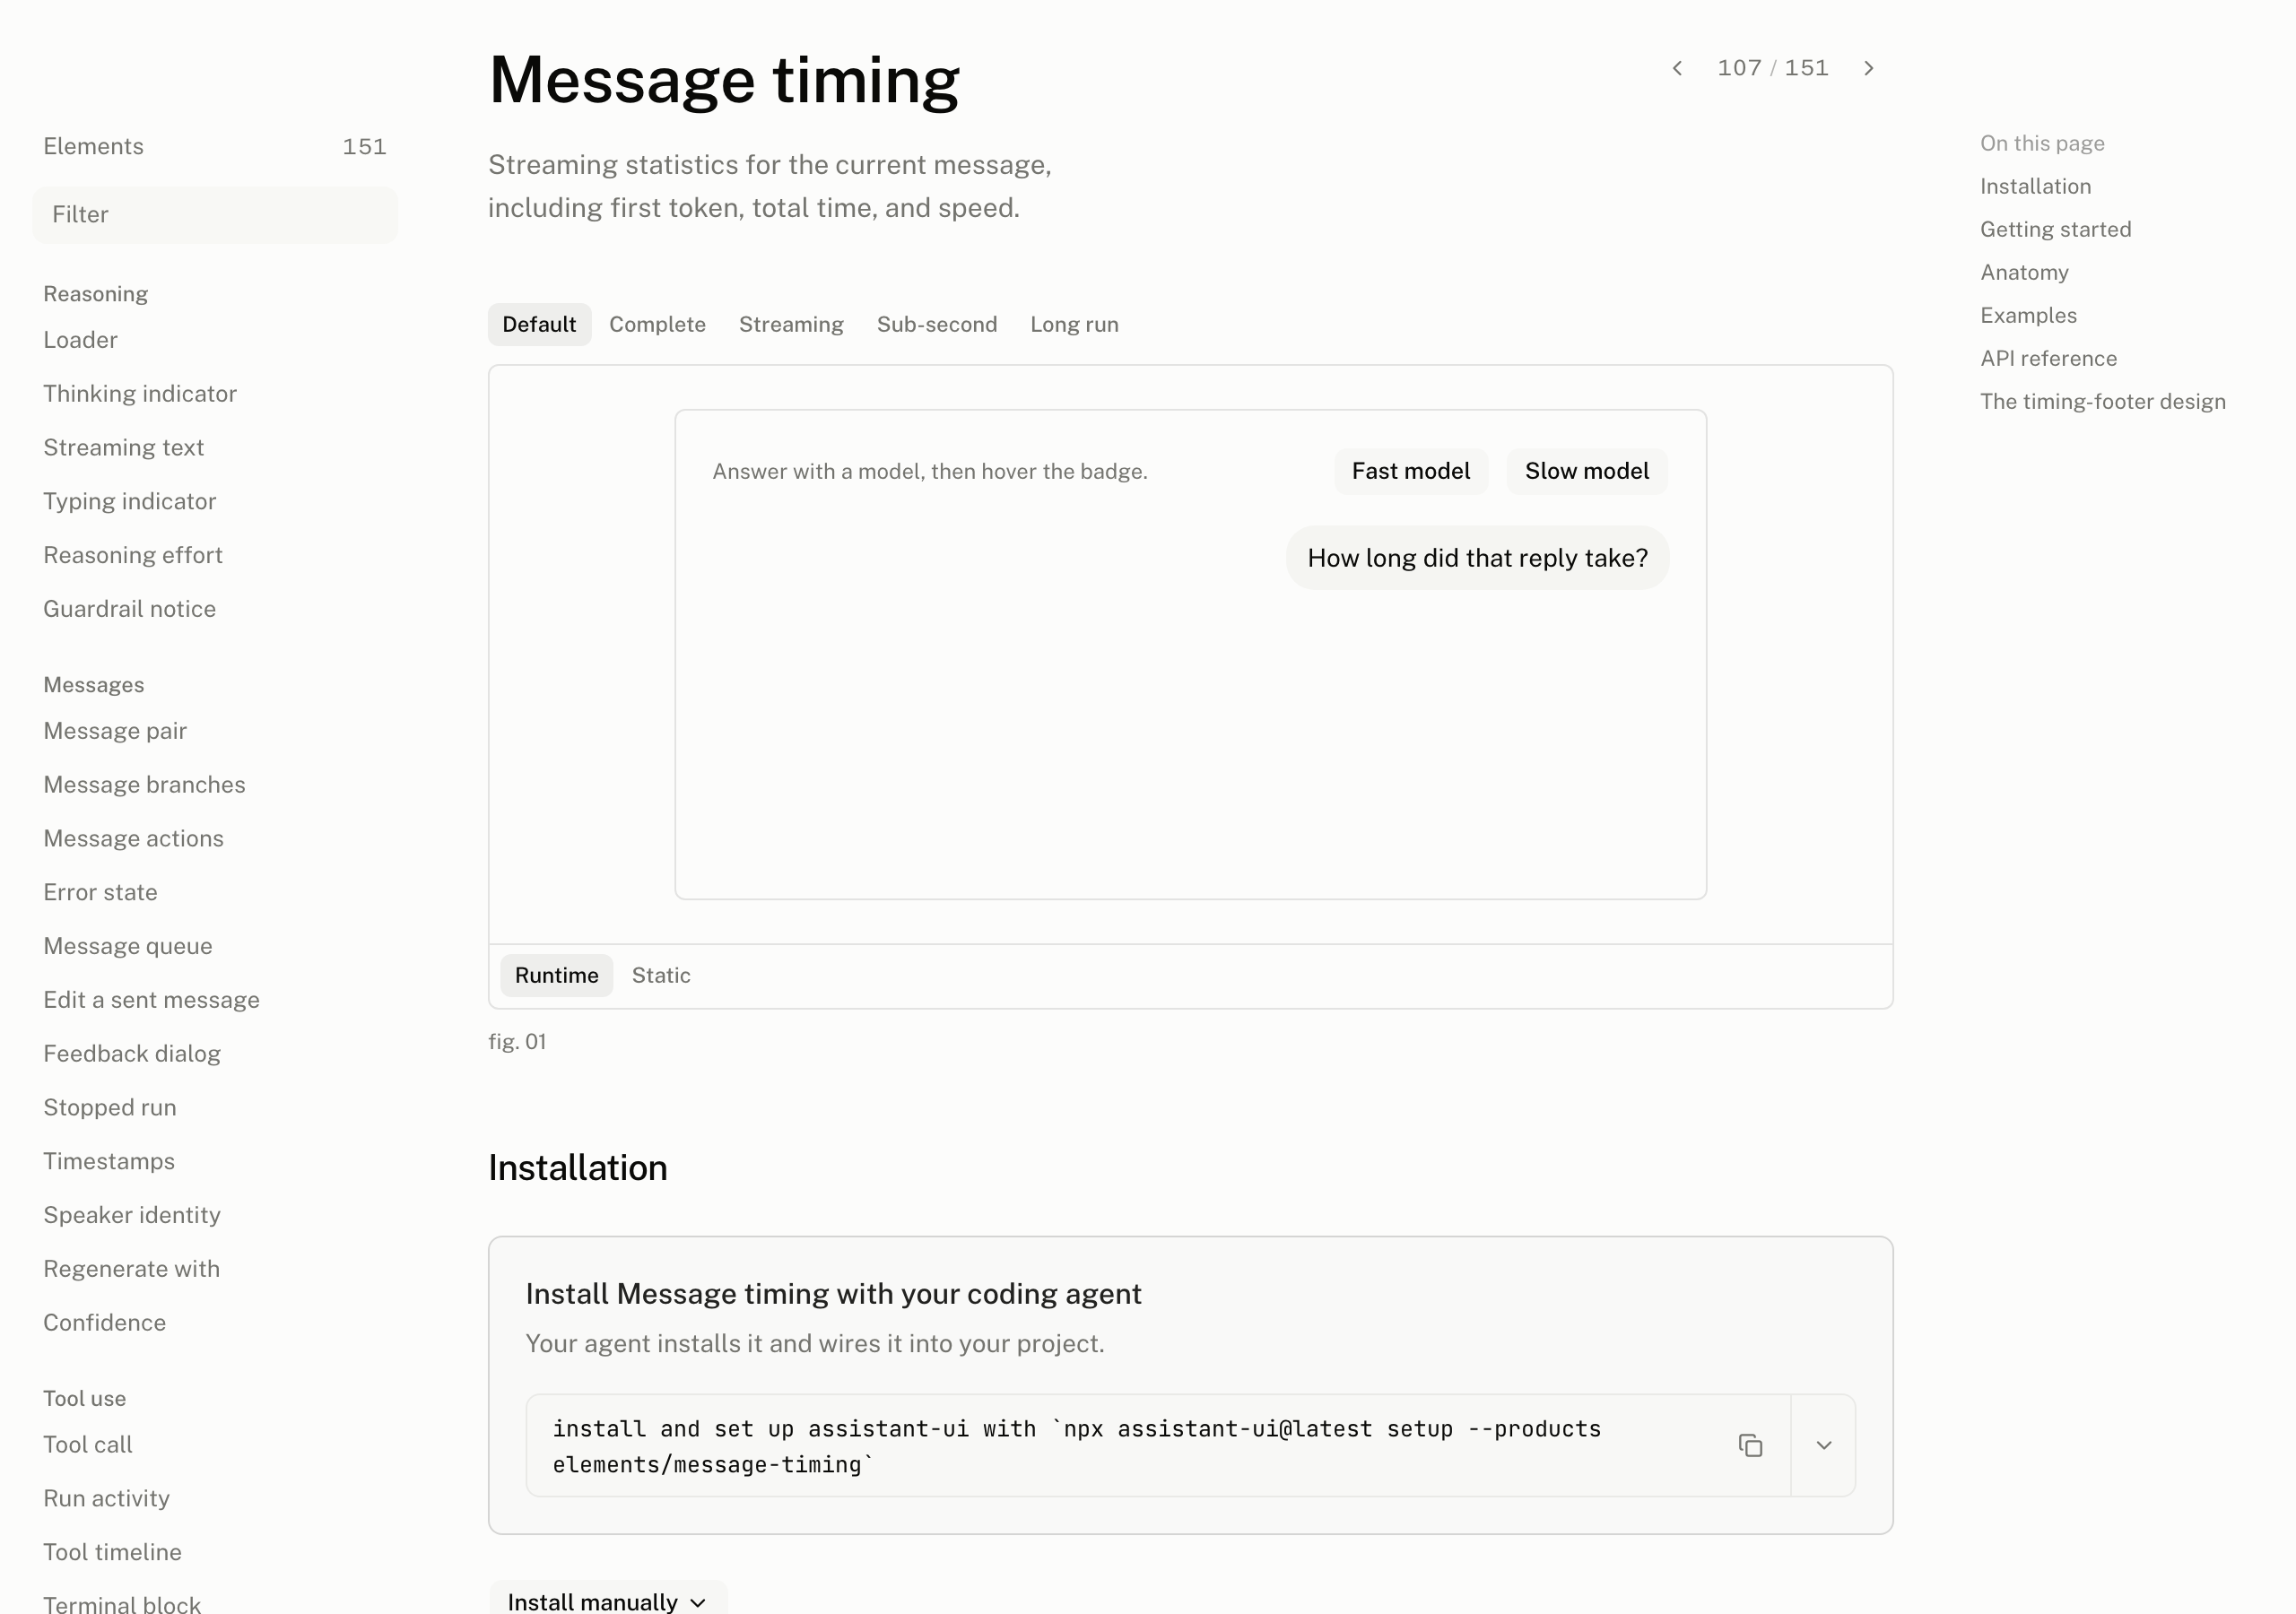 Elements 151
Filter
Reasoning
Loader
Thinking indicator
Streaming text
Typing indicator
Reasoning effort
Guardrail notice
Messages
Message pair
Message branches
Message actions
Error state
Message queue
Edit a sent message
Feedback dialog
Stopped run
Timestamps
Speaker identity
Regenerate with
Confidence
Tool use
Tool call
Run activity
Tool timeline
Terminal block
Message timing
107 / 151
Streaming statistics for the current message,
including first token, total time, and speed.
Default Complete Streaming Sub-second Long run
Answer with a model, then hover the badge. Fast model Slow model
How long did that reply take?
Runtime Static
fig. 01
Installation
Install Message timing with your coding agent
Your agent installs it and wires it into your project.
install and set up assistant-ui with `npx assistant-ui@latest setup --products
elements/message-timing`
Install manually
On this page
Installation
Getting started
Anatomy
Examples
API reference
The timing-footer design